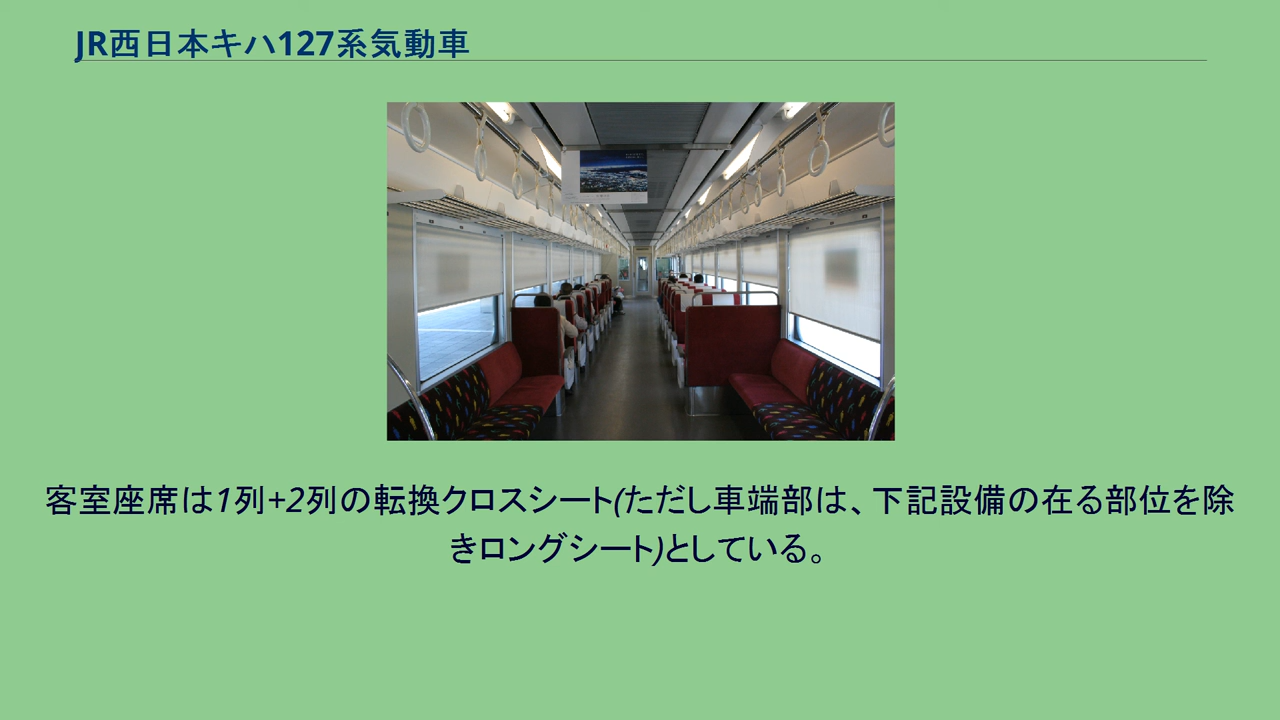 JR西日本キハ127系気動車
客室座席は1列+2列の転換クロスシート(ただし車端部は、下記設備の在る部位を除
きロングシート)としている。